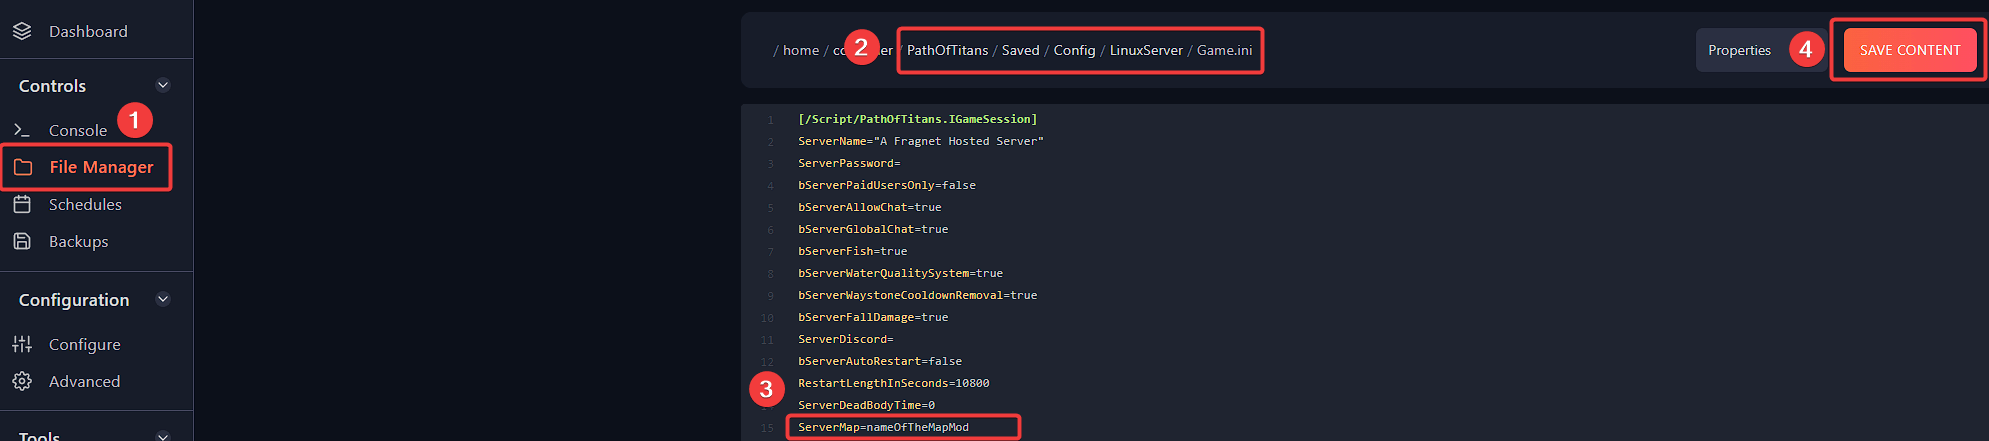 Dashboard
Controls
Console
1
File Manager
Schedules
Backups
Configuration
Configure
Advanced
Tools
/ home / / PathOfTitans / Saved / Config / LinuxServer / Game.ini
2
Properties
4
SAVE CONTENT
1 [/Script/PathOfTitans.IGameSession]
2 ServerName="A Fragnet Hosted Server"
3 ServerPassword=
4 bServerPaidUsersOnly=false
5 bServerAllowChat=true
6 bServerGlobalChat=true
7 bServerFish=true
8 bServerWaterQualitySystem=true
9 bServerWaystoneCooldownRemoval=true
10 bServerFallDamage=true
11 ServerDiscord=
12 bServerAutoRestart=false
RestartLengthInSeconds=10800
3
ServerDeadBodyTime=0
15 ServerMap=nameOfTheMapMod